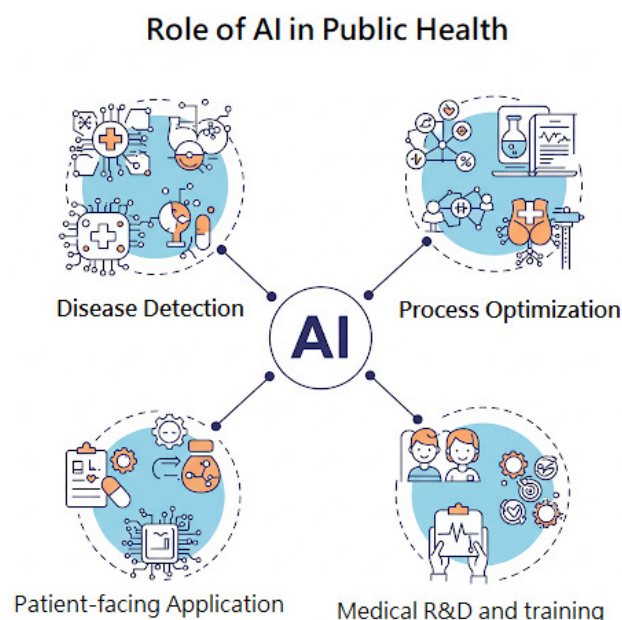 Role of AI in Public Health
Disease Detection
Process Optimization
AI
Patient-facing Application
Medical R&D and training